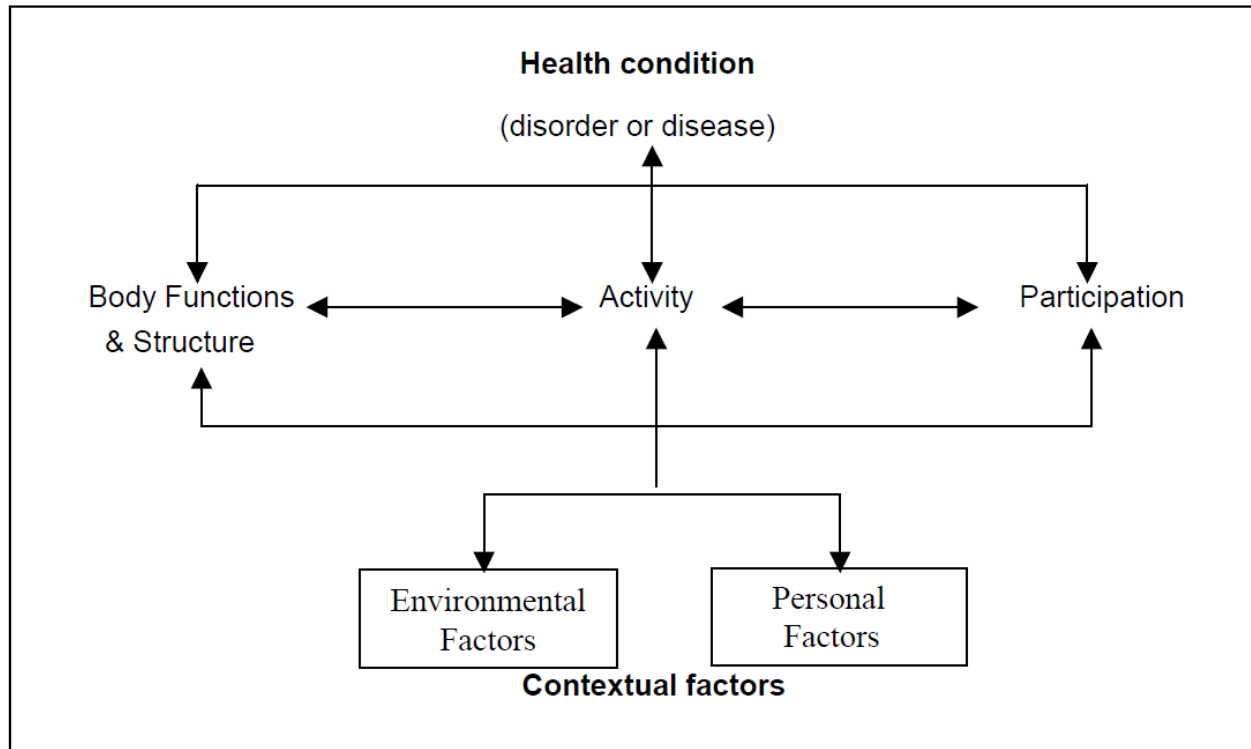 Health condition
(disorder or disease)
Body Functions
& Structure
Activity
Participation
Environmental
Factors
Personal
Factors
Contextual factors